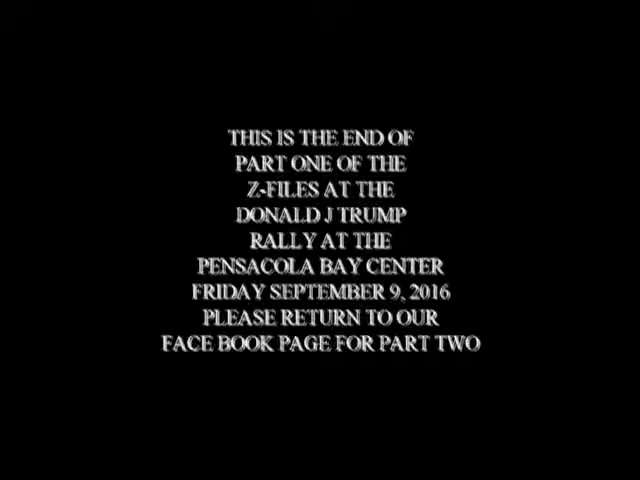 THIS IS THE END OF
PART ONE OF THE
Z-FILES AT THE
DONALD J TRUMP
RALLY AT THE
PENSACOLA BAY CENTER
FRIDAY SEPTEMBER 9, 2016
PLEASE RETURN TO OUR
FACE BOOK PAGE FOR PART TWO